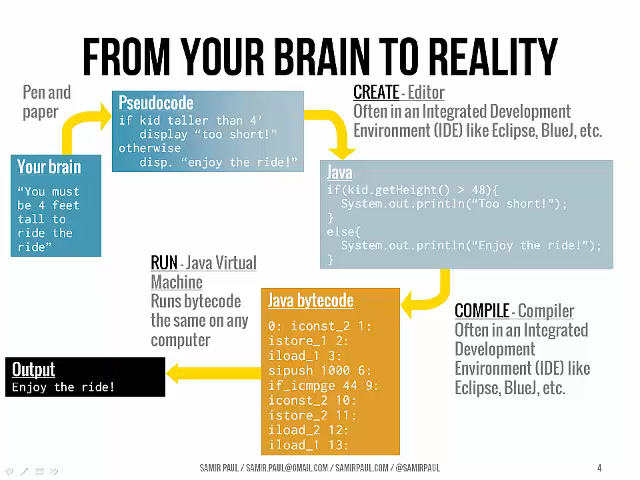 FROM YOUR BRAIN TO REALITY
Pen and
paper
Pseudocode
if kid taller than 4'
display "too short!"
otherwise
disp. "enjoy the ride!"
CREATE - Editor
Often in an Integrated Development
Environment (IDE) like Eclipse, BlueJ, etc.
Your brain
"You must
be 4 feet
tall to
ride the
ride"
Java
if(kid.getHeight() > 48){
System.out.println("Too short!");
}
else{
System.out.println("Enjoy the ride!");
}
RUN - Java Virtual
Machine
Runs bytecode
the same on any
computer
Java bytecode
0: iconst_2 1:
istore_1 2:
iload_1 3:
sipush 1000 6:
if_icmpge 44 9:
iconst_2 10:
istore_2 11:
iload_2 12:
iload_1 13:
COMPILE - Compiler
Often in an Integrated
Development
Environment (IDE) like
Eclipse, BlueJ, etc.
Output
Enjoy the ride!
SAMIR PAUL / SAMIR.PAUL@GMAIL.COM / SAMIRPAUL.COM / @SAMIRPAUL
4